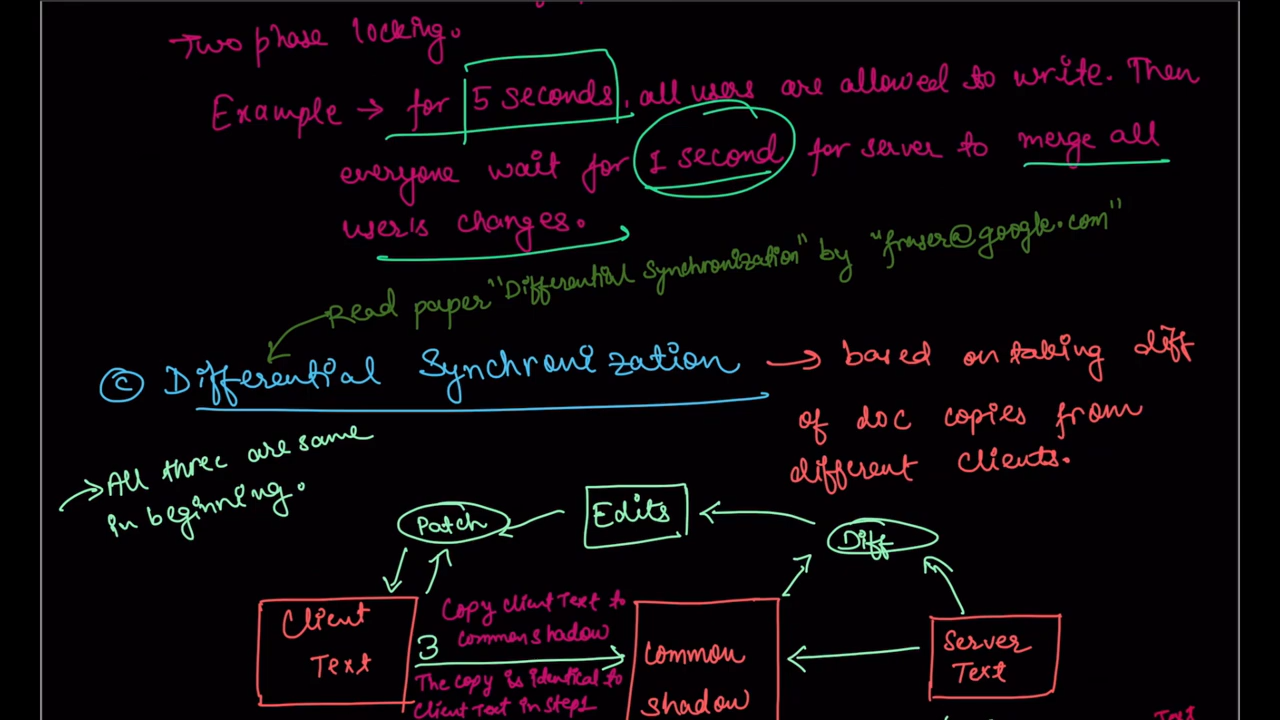 →Two phase locking.
Example → for 5 seconds, all users are allowed to write. Then
everyone wait for 1 second for server to merge all
user's changes.
Read paper "Differential Synchronization" by "fraser@google.com"
ⓒ Differential Synchronization → based on taking diff
of doc copies from
different clients.
→ All three are same
in beginning.
Patch
Edits
Diff
Client
Text
3
Copy Client Text to
common shadow
The copy is identical to
Client Text in Step1
Common
shadow
Server
Text
Text